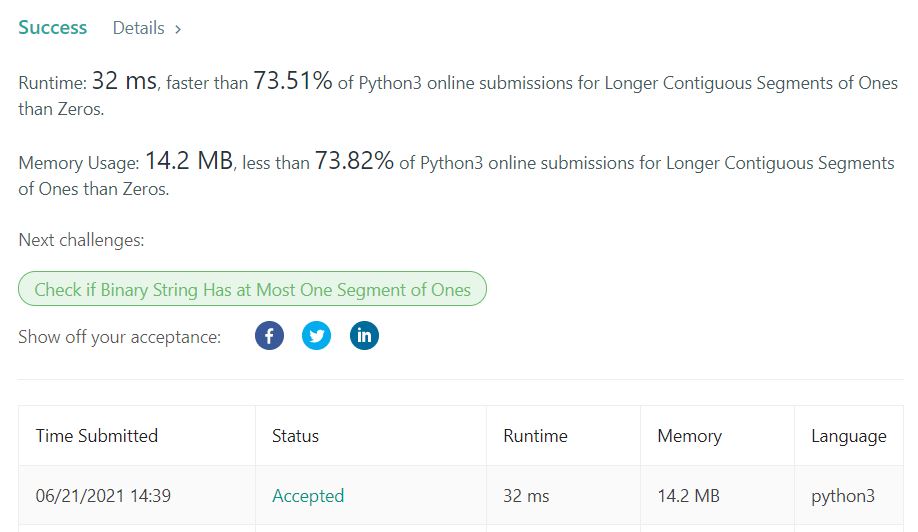 Success Details >
Runtime: 32 ms, faster than 73.51% of Python3 online submissions for Longer Contiguous Segments of Ones
than Zeros.
Memory Usage: 14.2 MB, less than 73.82% of Python3 online submissions for Longer Contiguous Segments
of Ones than Zeros.
Next challenges:
Check if Binary String Has at Most One Segment of Ones
Show off your acceptance: f in
Time Submitted Status Runtime Memory Language
06/21/2021 14:39 Accepted 32 ms 14.2 MB python3